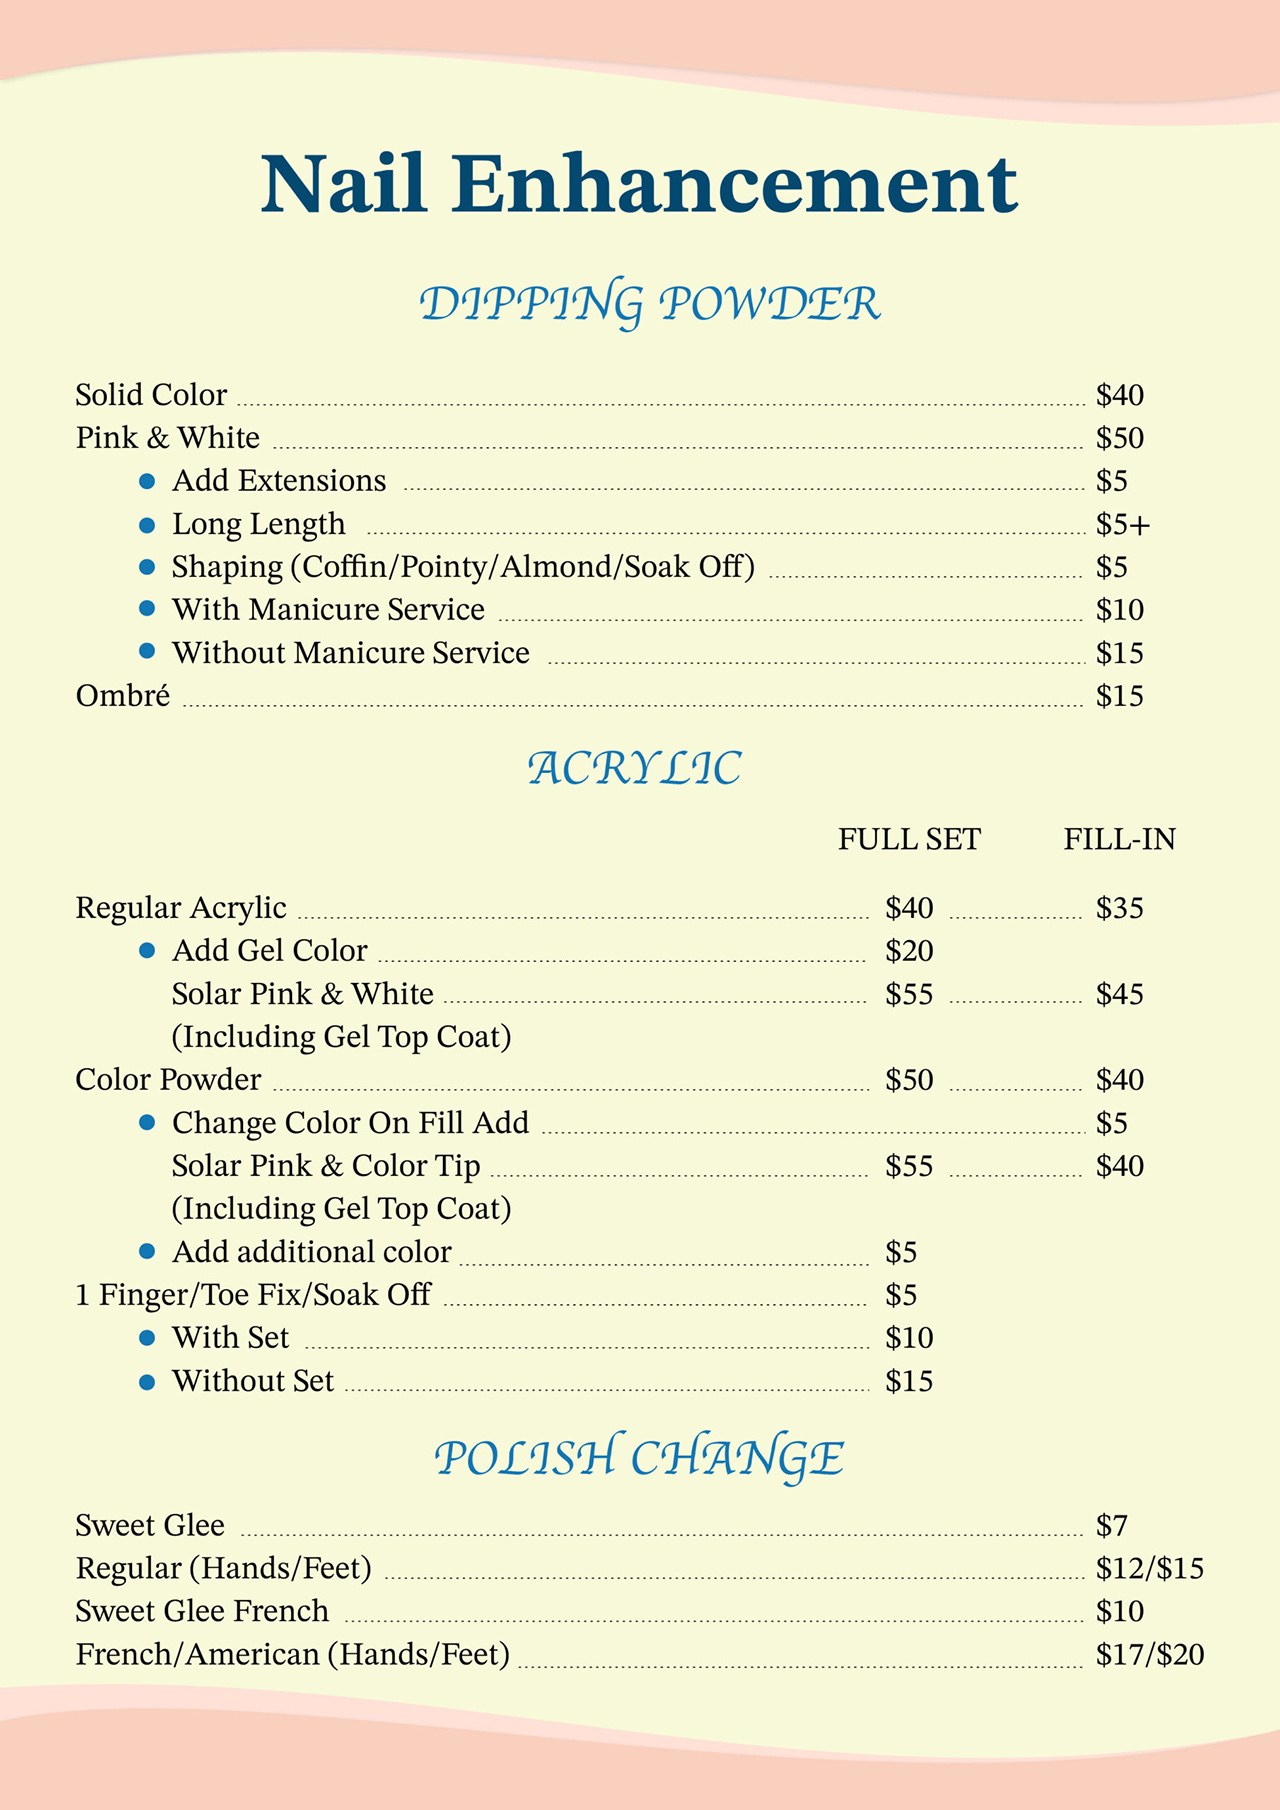 Nail Enhancement
DIPPING POWDER
Solid Color $40
Pink & White $50
Add Extensions $5
Long Length $5+
Shaping (Coffin/Pointy/Almond/Soak Off) $5
With Manicure Service $10
Without Manicure Service $15
Ombré $15
ACRYLIC
FULL SET FILL-IN
Regular Acrylic $40 $35
Add Gel Color $20
Solar Pink & White $55 $45
(Including Gel Top Coat)
Color Powder $50 $40
Change Color On Fill Add $5
Solar Pink & Color Tip $55 $40
(Including Gel Top Coat)
Add additional color $5
1 Finger/Toe Fix/Soak Off $5
With Set $10
Without Set $15
POLISH CHANGE
Sweet Glee $7
Regular (Hands/Feet) $12/$15
Sweet Glee French $10
French/American (Hands/Feet) $17/$20